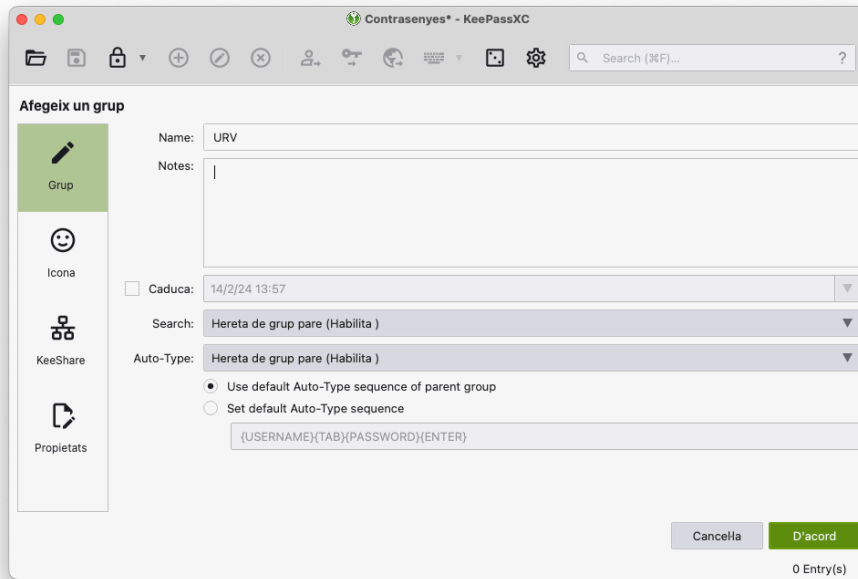 Contrasenyes* - KeePassXC
Search (⌘F)...
?
Afegeix un grup
Grup
Icona
KeeShare
Propietats
Name: URV
Notes:
Caduca: 14/2/24 13:57
Search: Hereta de grup pare (Habilita )
Auto-Type: Hereta de grup pare (Habilita )
Use default Auto-Type sequence of parent group
Set default Auto-Type sequence
{USERNAME}{TAB}{PASSWORD}{ENTER}
Cancel·la D'acord
0 Entry(s)